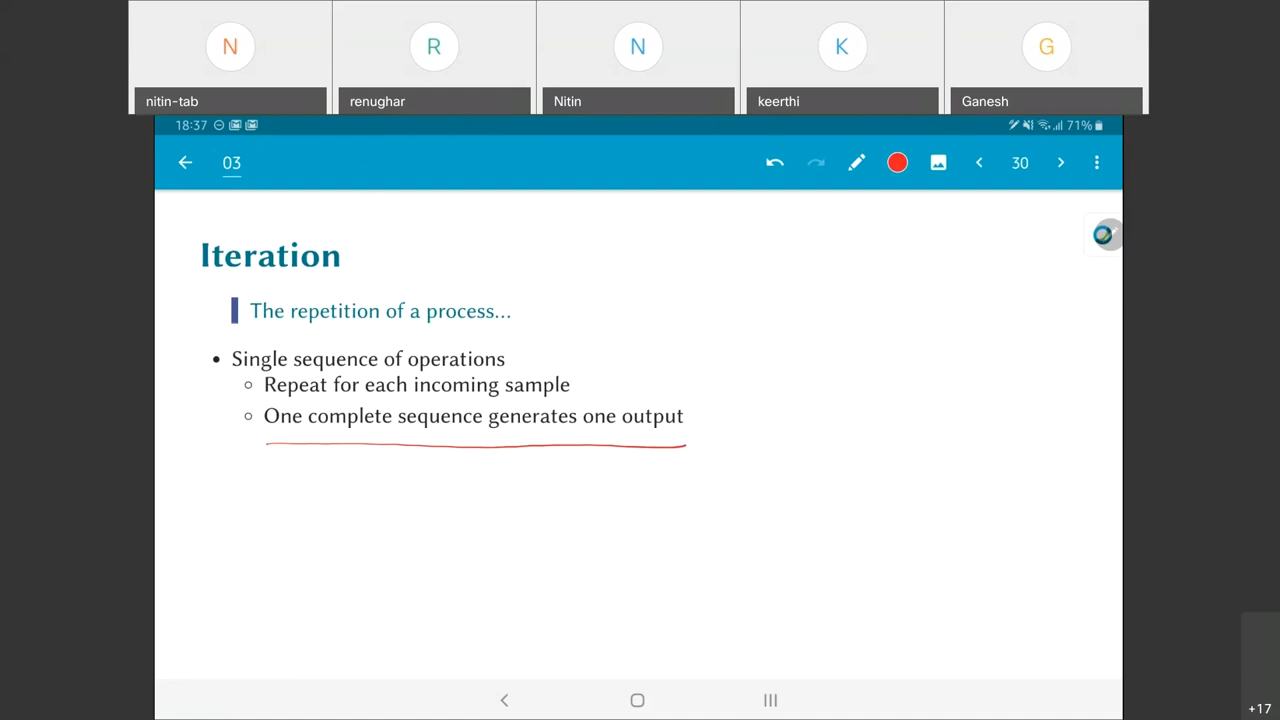 N R N K G
nitin-tab renughar Nitin keerthi Ganesh
18:37 71%
03 30
Iteration
The repetition of a process...
• Single sequence of operations
○ Repeat for each incoming sample
○ One complete sequence generates one output
+17